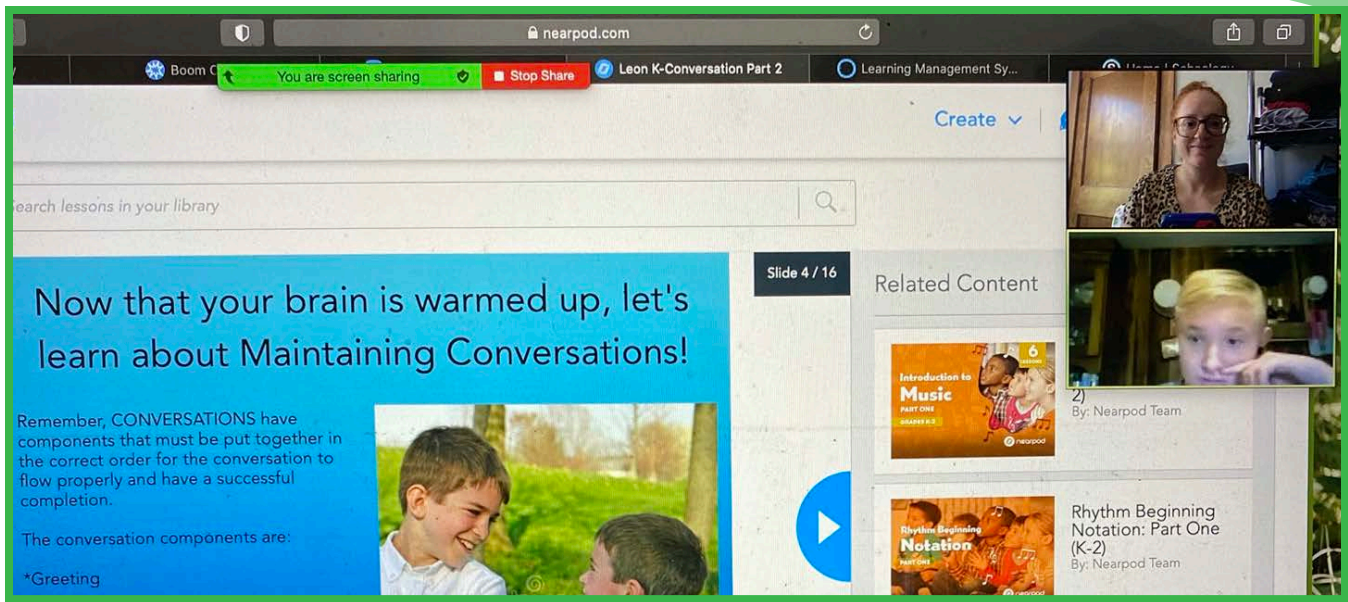 nearpod.com
Boom C
You are screen sharing
Stop Share
Leon K-Conversation Part 2
Learning Management Sy...
Create
earch lessons in your library
Now that your brain is warmed up, let's
learn about Maintaining Conversations!
Remember, CONVERSATIONS have
components that must be put together in
the correct order for the conversation to
flow properly and have a successful
completion.
The conversation components are:
*Greeting
Slide 4 / 16
Related Content
Introduction to
Music
PART ONE
GRADES K-2
6
LESSONS
nearpod
2)
By: Nearpod Team
Rhythm Beginning
Notation
PART ONE
nearpod
Rhythm Beginning
Notation: Part One
(K-2)
By: Nearpod Team